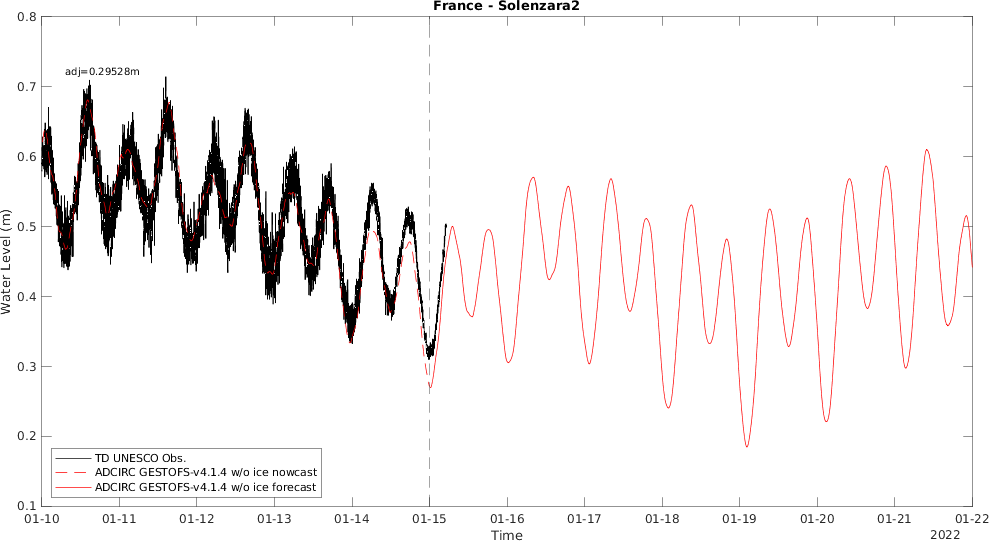 France - Solenzara2
0.8
0.7
0.6
0.5
0.4
0.3
0.2
0.1
Water Level (m)
adj=0.29528m
TD UNESCO Obs.
ADCIRC GESTOFS-v4.1.4 w/o ice nowcast
ADCIRC GESTOFS-v4.1.4 w/o ice forecast
01-10 01-11 01-12 01-13 01-14 01-15 01-16 01-17 01-18 01-19 01-20 01-21 01-22
Time
2022